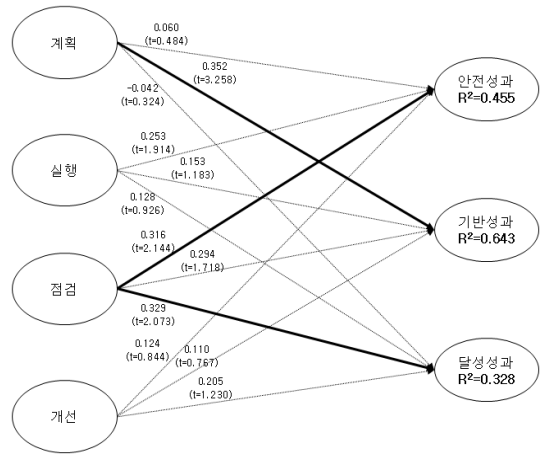 계획
0.060
(t=0.484)
0.352
(t=3.258)
-0.042
(t=0.324)
안전성과
R²=0.455
실행
0.253
(t=1.914)
0.153
(t=1.183)
0.128
(t=0.926)
기반성과
R²=0.643
점검
0.316
(t=2.144)
0.294
(t=1.718)
0.329
(t=2.073)
달성성과
R²=0.328
개선
0.124
(t=0.844)
0.110
(t=0.767)
0.205
(t=1.230)